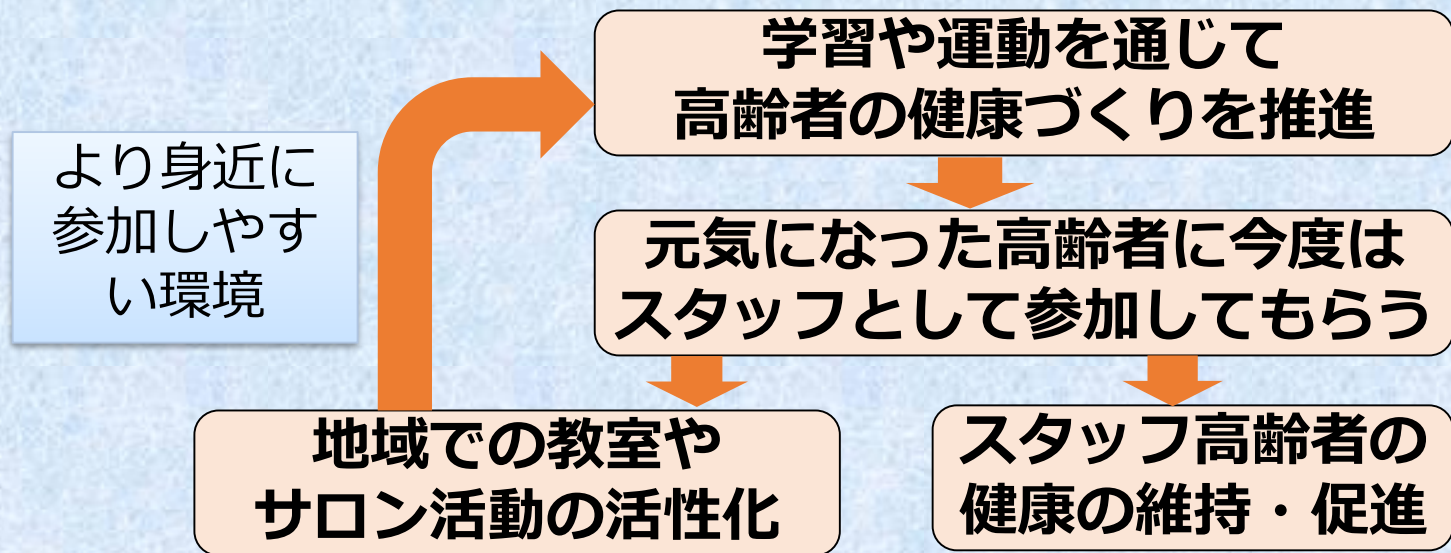 学習や運動を通じて
高齢者の健康づくりを推進
より身近に
参加しやす
い環境
元気になった高齢者に今度は
スタッフとして参加してもらう
地域での教室や
サロン活動の活性化
スタッフ高齢者の
健康の維持・促進